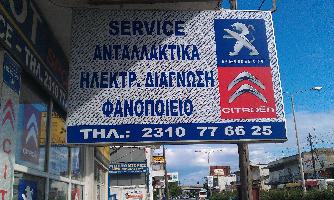 SERVICE
ΑΝΤΑΛΛΑΚΤΙΚΑ
ΗΛΕΚΤΡ. ΔΙΑΓΝΩΣΗ
ΦΑΝΟΠΟΙΕΙΟ
CITROËN
ΤΗΛ.: 2310 77 66 25